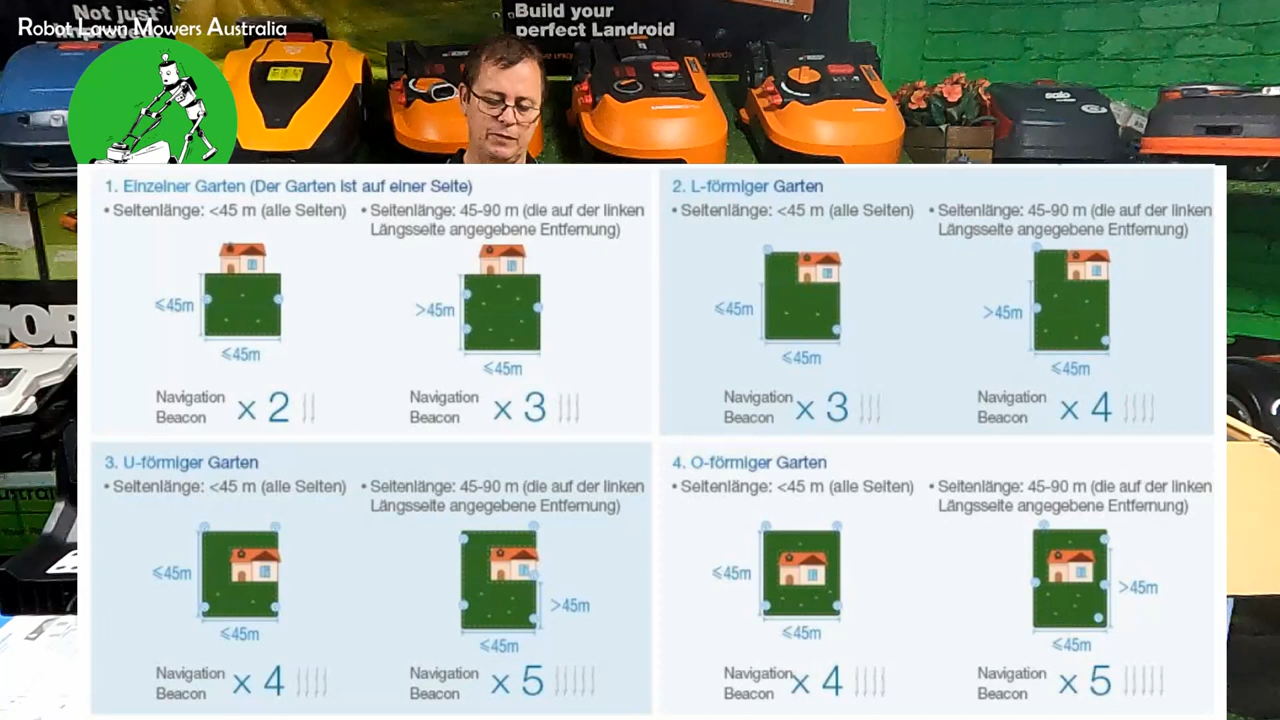 Robot Lawn Mowers Australia
Not just
Build your
perfect Landroid
needs
solo
1. Einzelner Garten (Der Garten ist auf einer Seite)
• Seitenlänge: <45 m (alle Seiten)
• Seitenlänge: 45-90 m (die auf der linken
Längsseite angegebene Entfernung)
⩽45m
⩽45m
>45m
⩽45m
Navigation
Beacon
x 2
Navigation
Beacon
x 3
2. L-förmiger Garten
• Seitenlänge: <45 m (alle Seiten)
• Seitenlänge: 45-90 m (die auf der linken
Längsseite angegebene Entfernung)
⩽45m
⩽45m
>45m
⩽45m
Navigation
Beacon
x 3
Navigation
Beacon
x 4
3. U-förmiger Garten
• Seitenlänge: <45 m (alle Seiten)
• Seitenlänge: 45-90 m (die auf der linken
Längsseite angegebene Entfernung)
⩽45m
⩽45m
>45m
⩽45m
Navigation
Beacon
x 4
Navigation
Beacon
x 5
4. O-förmiger Garten
• Seitenlänge: <45 m (alle Seiten)
• Seitenlänge: 45-90 m (die auf der linken
Längsseite angegebene Entfernung)
⩽45m
⩽45m
>45m
⩽45m
Navigation
Beacon
x 4
Navigation
Beacon
x 5